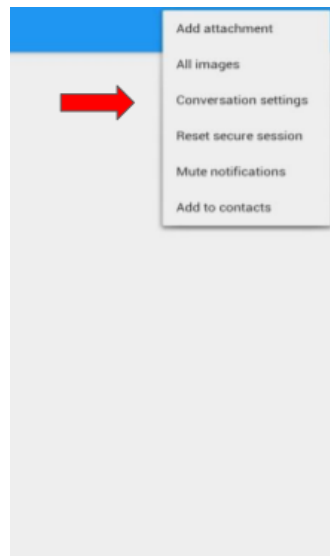 Add attachment
All images
Conversation settings
Reset secure session
Mute notifications
Add to contacts